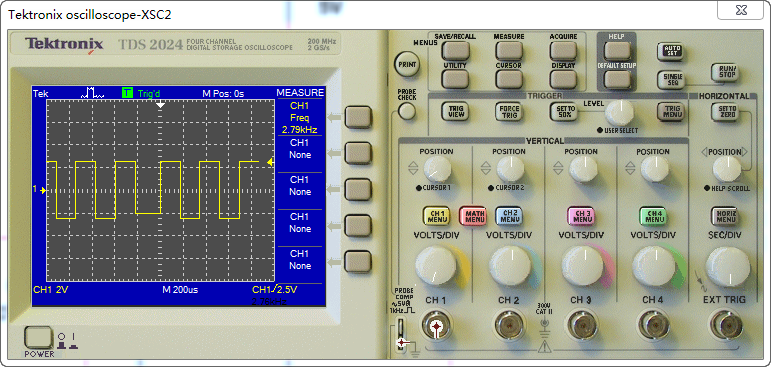 Tektronix oscilloscope-XSC2
5V
Tektronix
TDS 2024
FOUR CHANNEL
DIGITAL STORAGE OSCILLOSCOPE
200 MHz
2 GS/s
Tek
T
Trig'd
M Pos: 0s
MEASURE
CH1
Freq
2.79kHz
CH1
None
CH1
None
CH1
None
CH1
None
1
CH1 2V
M 200us
CH1
2.5V
POWER
PRINT
PROBE
CHECK
MENUS
SAVE/RECALL
MEASURE
ACQUIRE
UTILITY
CURSOR
DISPLAY
HELP
DEFAULT SETUP
AUTO
SET
SINGLE
SEQ
RUN/
STOP
TRIGGER
HORIZONTAL
TRIG
VIEW
FORCE
TRIG
SET TO
50%
LEVEL
USER SELECT
TRIG
MENU
SET TO
ZERO
VERTICAL
POSITION
POSITION
POSITION
POSITION
POSITION
CURSOR 1
CURSOR 2
HELP SCROLL
CH 1
MENU
MATH
MENU
CH 2
MENU
CH 3
MENU
CH 4
MENU
HORIZ
MENU
VOLTS/DIV
VOLTS/DIV
VOLTS/DIV
VOLTS/DIV
SEC/DIV
PROBE
COMP
~5V@
1kHz
CH 1
CH 2
300V
CAT II
CH 3
CH 4
EXT TRIG